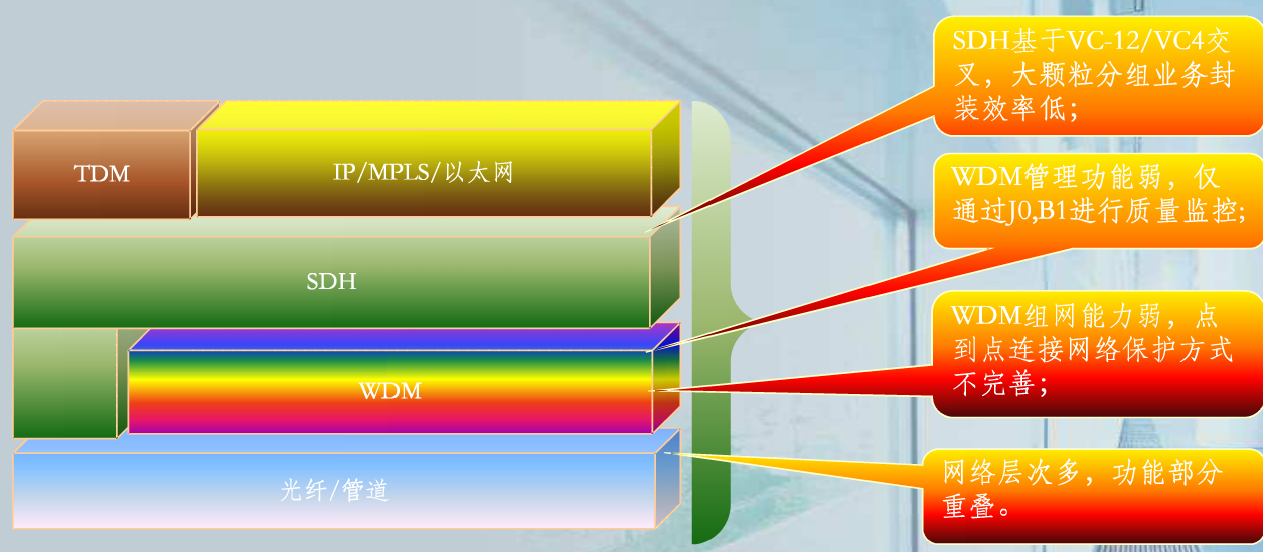 TDM
IP/MPLS/以太网
SDH
WDM
光纤/管道
SDH基于VC-12/VC4交
叉，大颗粒分组业务封
装效率低；
WDM管理功能弱，仅
通过J0,B1进行质量监控;
WDM组网能力弱，点
到点连接网络保护方式
不完善；
网络层次多，功能部分
重叠。